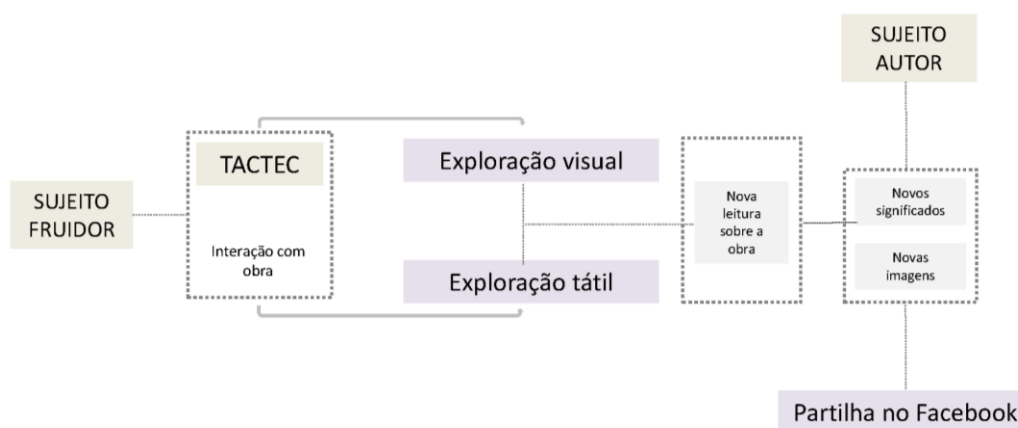 SUJEITO
FRUIDOR
TACTEC
Interação com
obra
Exploração visual
Exploração tátil
Nova
leitura
sobre a
obra
SUJEITO
AUTOR
Novos
significados
Novas
imagens
Partilha no Facebook